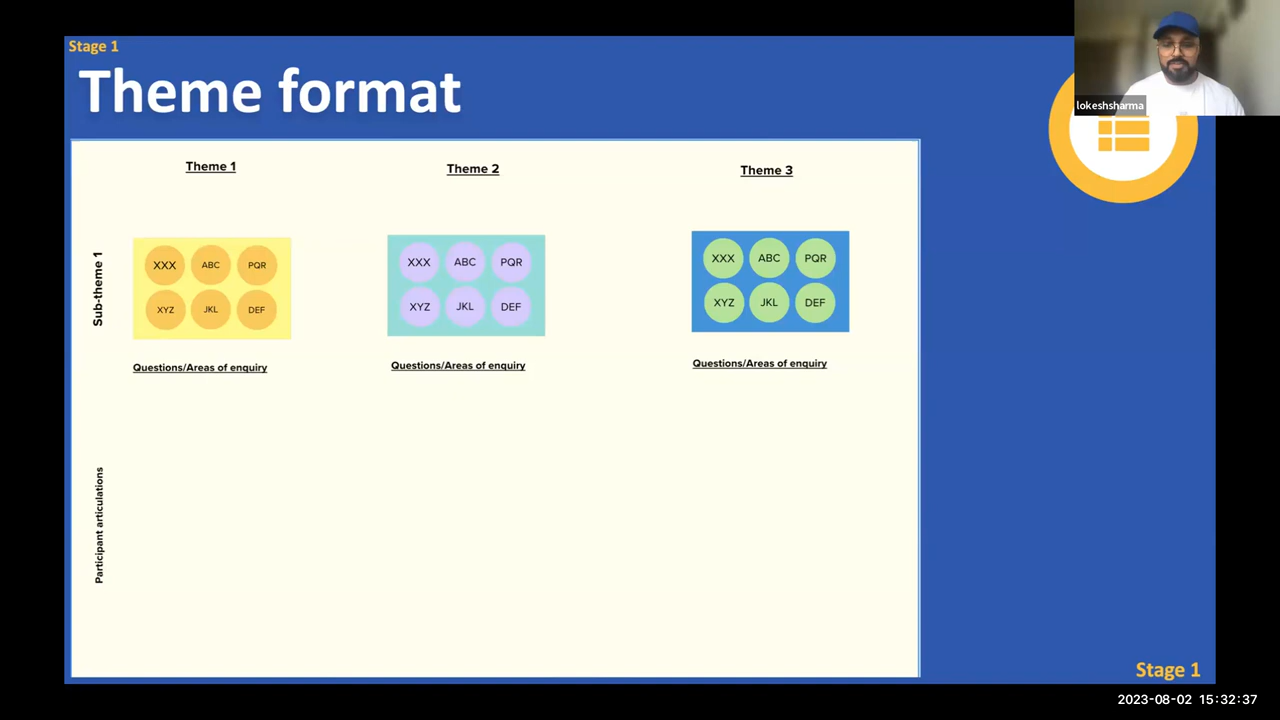 Stage 1
Theme format
lokeshsharma
Theme 1
Theme 2
Theme 3
Sub-theme 1
XXX ABC PQR
XYZ JKL DEF
XXX ABC PQR
XYZ JKL DEF
XXX ABC PQR
XYZ JKL DEF
Questions/Areas of enquiry
Questions/Areas of enquiry
Questions/Areas of enquiry
Participant articulations
Stage 1
2023-08-02 15:32:37